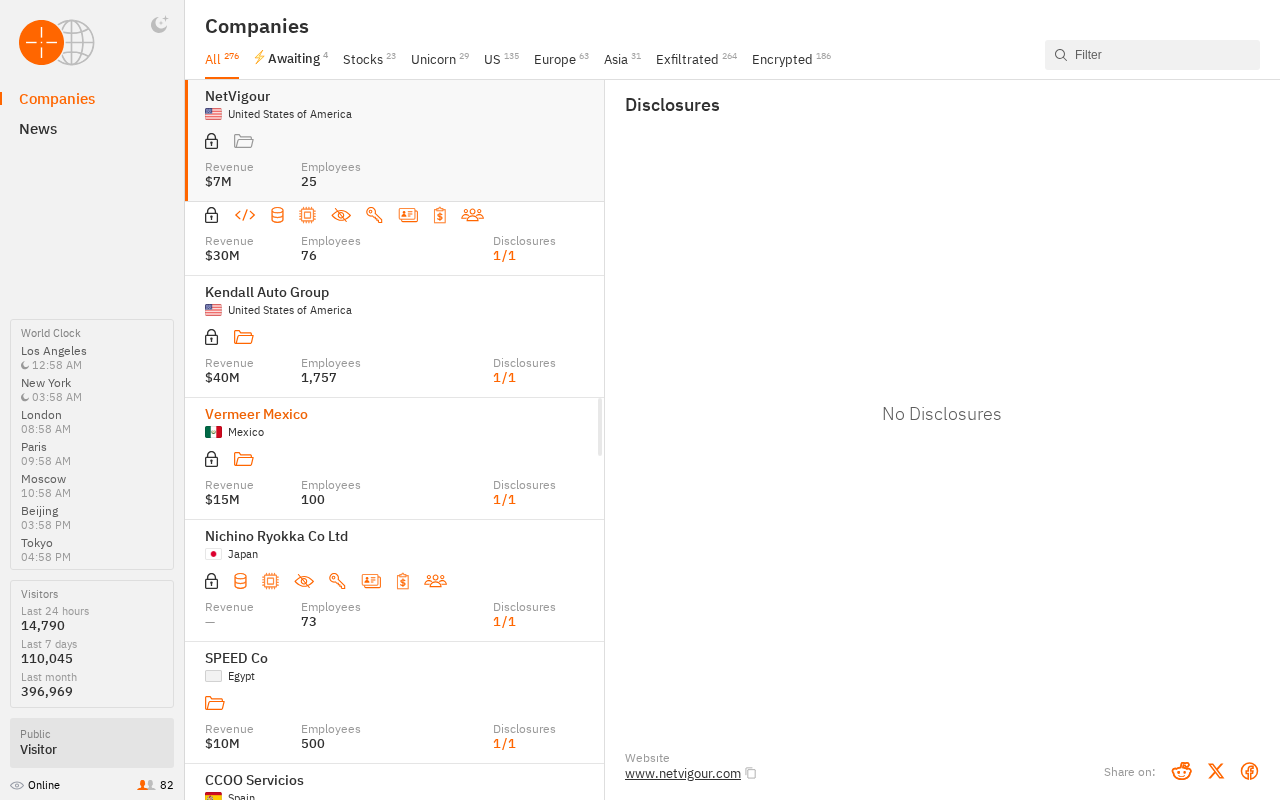 Companies
News
World Clock
Los Angeles
12:58 AM
New York
03:58 AM
London
08:58 AM
Paris
09:58 AM
Moscow
10:58 AM
Beijing
03:58 PM
Tokyo
04:58 PM
Visitors
Last 24 hours
14,790
Last 7 days
110,045
Last month
396,969
Public
Visitor
Online 82
Companies
All 276 Awaiting 4 Stocks 23 Unicorn 29 US 135 Europe 63 Asia 31 Exfiltrated 264 Encrypted 186
Filter
NetVigour
United States of America
Revenue Employees
$7M 25
Revenue Employees Disclosures
$30M 76 1/1
Kendall Auto Group
United States of America
Revenue Employees Disclosures
$40M 1,757 1/1
Vermeer Mexico
Mexico
Revenue Employees Disclosures
$15M 100 1/1
Nichino Ryokka Co Ltd
Japan
Revenue Employees Disclosures
— 73 1/1
SPEED Co
Egypt
Revenue Employees Disclosures
$10M 500 1/1
CCOO Servicios
Spain
Disclosures
No Disclosures
Website
www.netvigour.com
Share on: